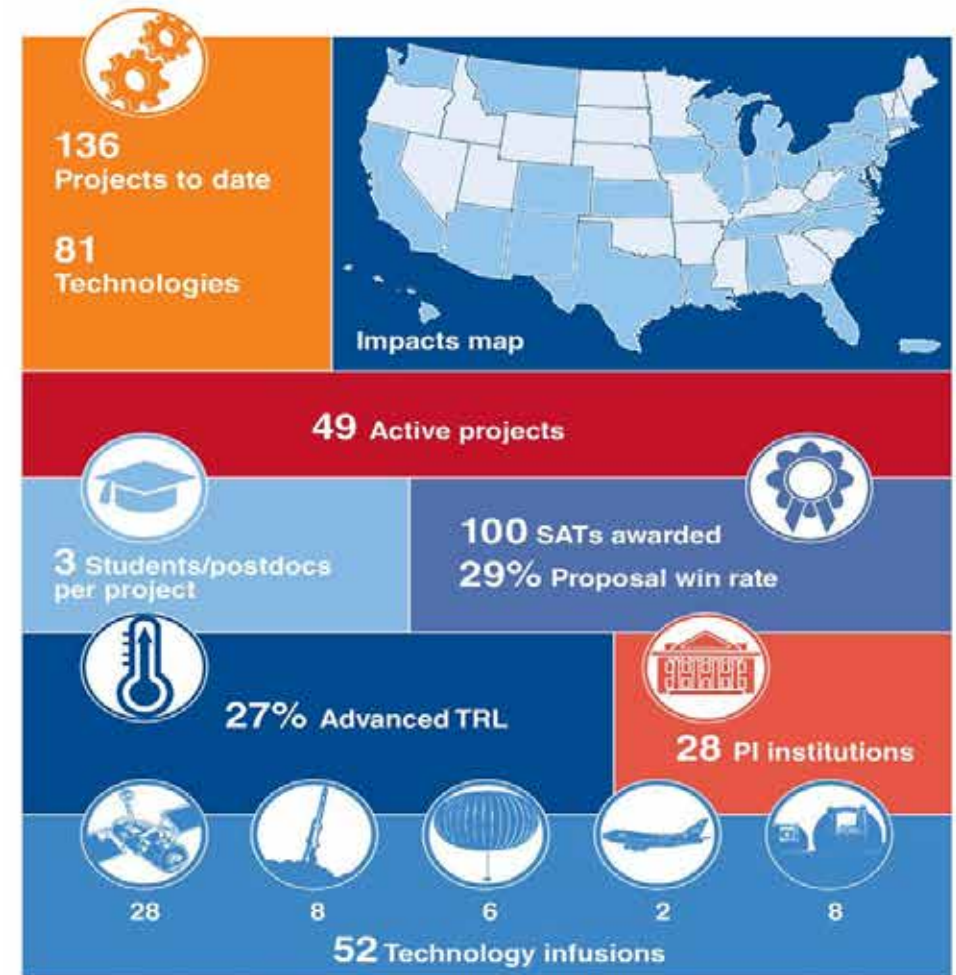 136
Projects to date
81
Technologies
Impacts map
49 Active projects
3 Students/postdocs
per project
100 SATs awarded
29% Proposal win rate
27% Advanced TRL
28 PI institutions
28
8
6
2
8
52 Technology infusions